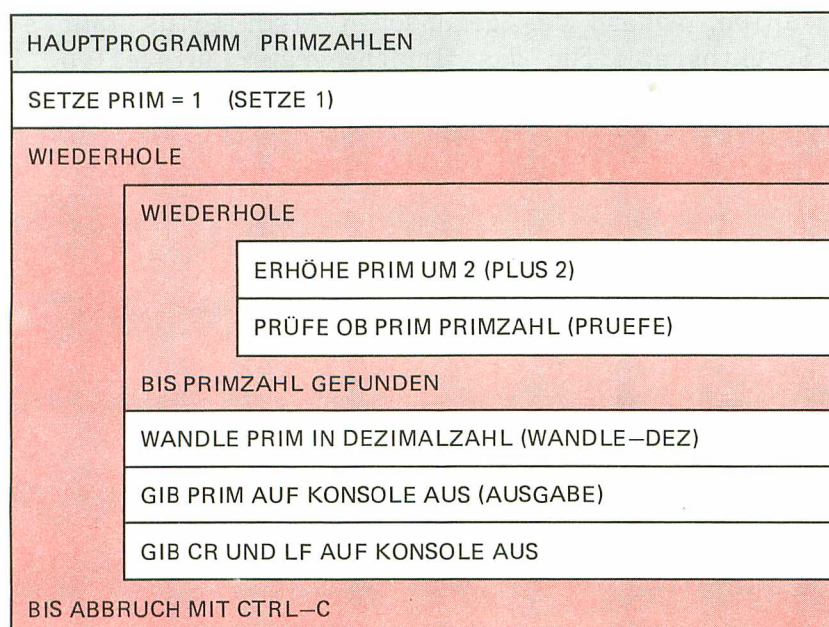 HAUPTPROGRAMM PRIMZAHLEN
SETZE PRIM = 1 (SETZE 1)
WIEDERHOLE
WIEDERHOLE
ERHÖHE PRIM UM 2 (PLUS 2)
PRÜFE OB PRIM PRIMZAHL (PRUEFE)
BIS PRIMZAHL GEFUNDEN
WANDLE PRIM IN DEZIMALZAHL (WANDLE–DEZ)
GIB PRIM AUF KONSOLE AUS (AUSGABE)
GIB CR UND LF AUF KONSOLE AUS
BIS ABBRUCH MIT CTRL–C